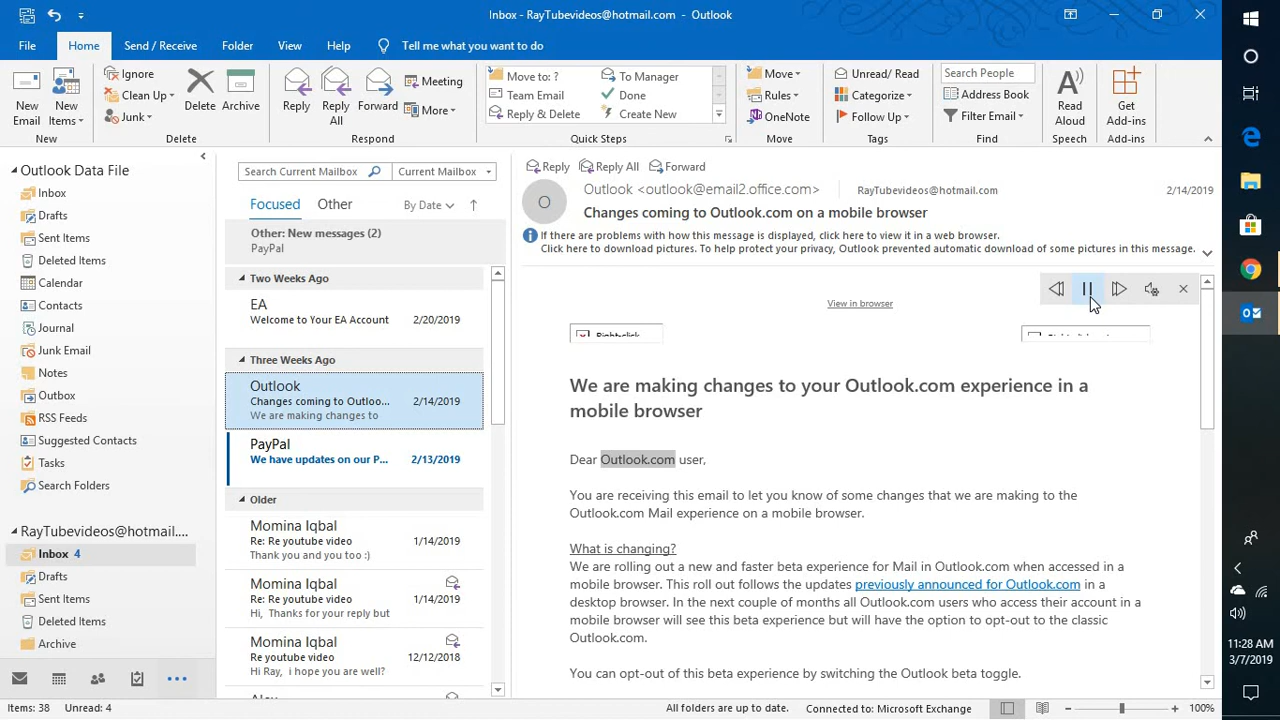 Inbox - RayTubevideos@hotmail.com - Outlook
File Home Send / Receive Folder View Help Tell me what you want to do
New Email
New Items
Ignore
Clean Up
Junk
Delete
Archive
Reply
Reply All
Forward
Meeting
More
Move to: ?
Team Email
Reply & Delete
To Manager
Done
Create New
Move
Rules
OneNote
Unread/ Read
Categorize
Follow Up
Search People
Address Book
Filter Email
Read Aloud
Get Add-ins
New Delete Respond Quick Steps Move Tags Find Speech Add-ins
Outlook Data File
Inbox
Drafts
Sent Items
Deleted Items
Calendar
Contacts
Journal
Junk Email
Notes
Outbox
RSS Feeds
Suggested Contacts
Tasks
Search Folders
RayTubevideos@hotmail....
Inbox 4
Drafts
Sent Items
Deleted Items
Archive
Search Current Mailbox Current Mailbox
Focused Other By Date
Other: New messages (2)
PayPal
Two Weeks Ago
EA
Welcome to Your EA Account 2/20/2019
Three Weeks Ago
Outlook
Changes coming to Outloo... 2/14/2019
We are making changes to
PayPal
We have updates on our P... 2/13/2019
Older
Momina Iqbal
Re: Re youtube video 1/14/2019
Thank you and you too :)
Momina Iqbal
Re: Re youtube video 1/14/2019
Hi, Thanks for your reply but
Momina Iqbal
Re youtube video 12/12/2018
Hi Ray, i hope you are well?
Reply Reply All Forward
O
Outlook <outlook@email2.office.com> RayTubevideos@hotmail.com 2/14/2019
Changes coming to Outlook.com on a mobile browser
If there are problems with how this message is displayed, click here to view it in a web browser.
Click here to download pictures. To help protect your privacy, Outlook prevented automatic download of some pictures in this message.
View in browser
We are making changes to your Outlook.com experience in a
mobile browser
Dear Outlook.com user,
You are receiving this email to let you know of some changes that we are making to the
Outlook.com Mail experience on a mobile browser.
What is changing?
We are rolling out a new and faster beta experience for Mail in Outlook.com when accessed in a
mobile browser. This roll out follows the updates previously announced for Outlook.com in a
desktop browser. In the next couple of months all Outlook.com users who access their account in a
mobile browser will see this beta experience but will have the option to opt-out to the classic
Outlook.com.
You can opt-out of this beta experience by switching the Outlook beta toggle.
Items: 38 Unread: 4 All folders are up to date. Connected to: Microsoft Exchange 100%
11:28 AM
3/7/2019